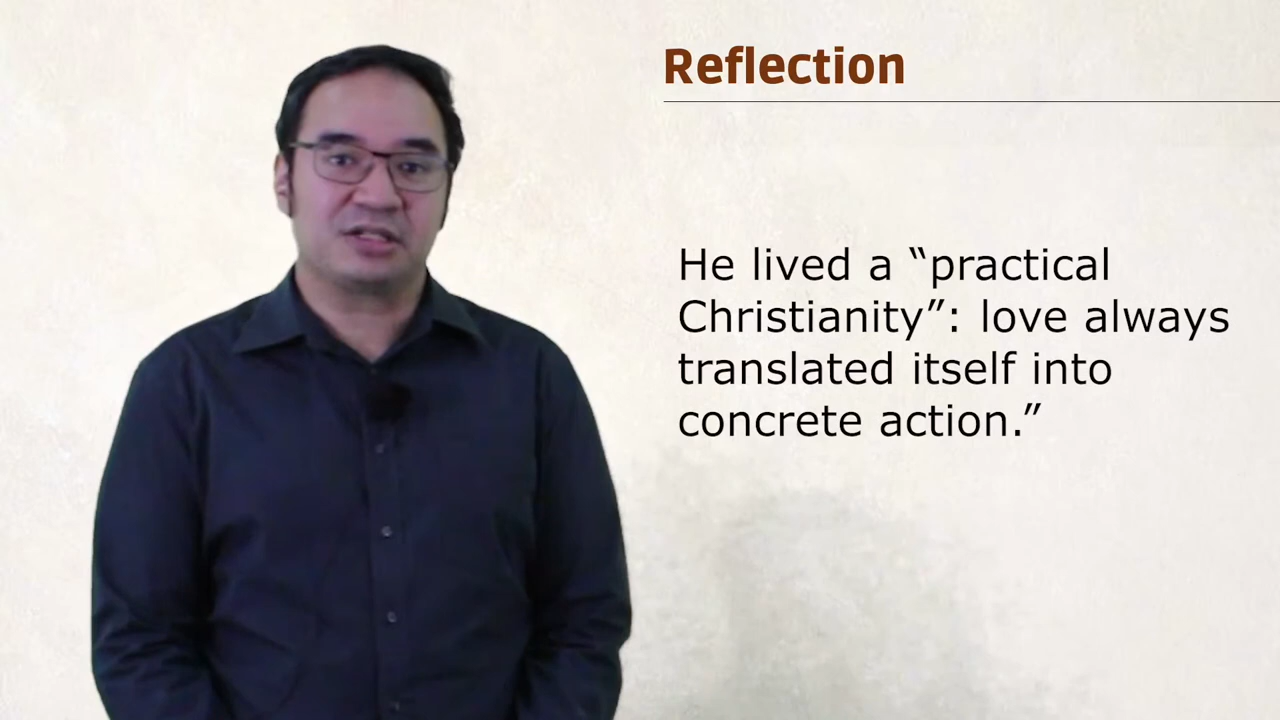 Reflection
He lived a “practical
Christianity”: love always
translated itself into
concrete action.”